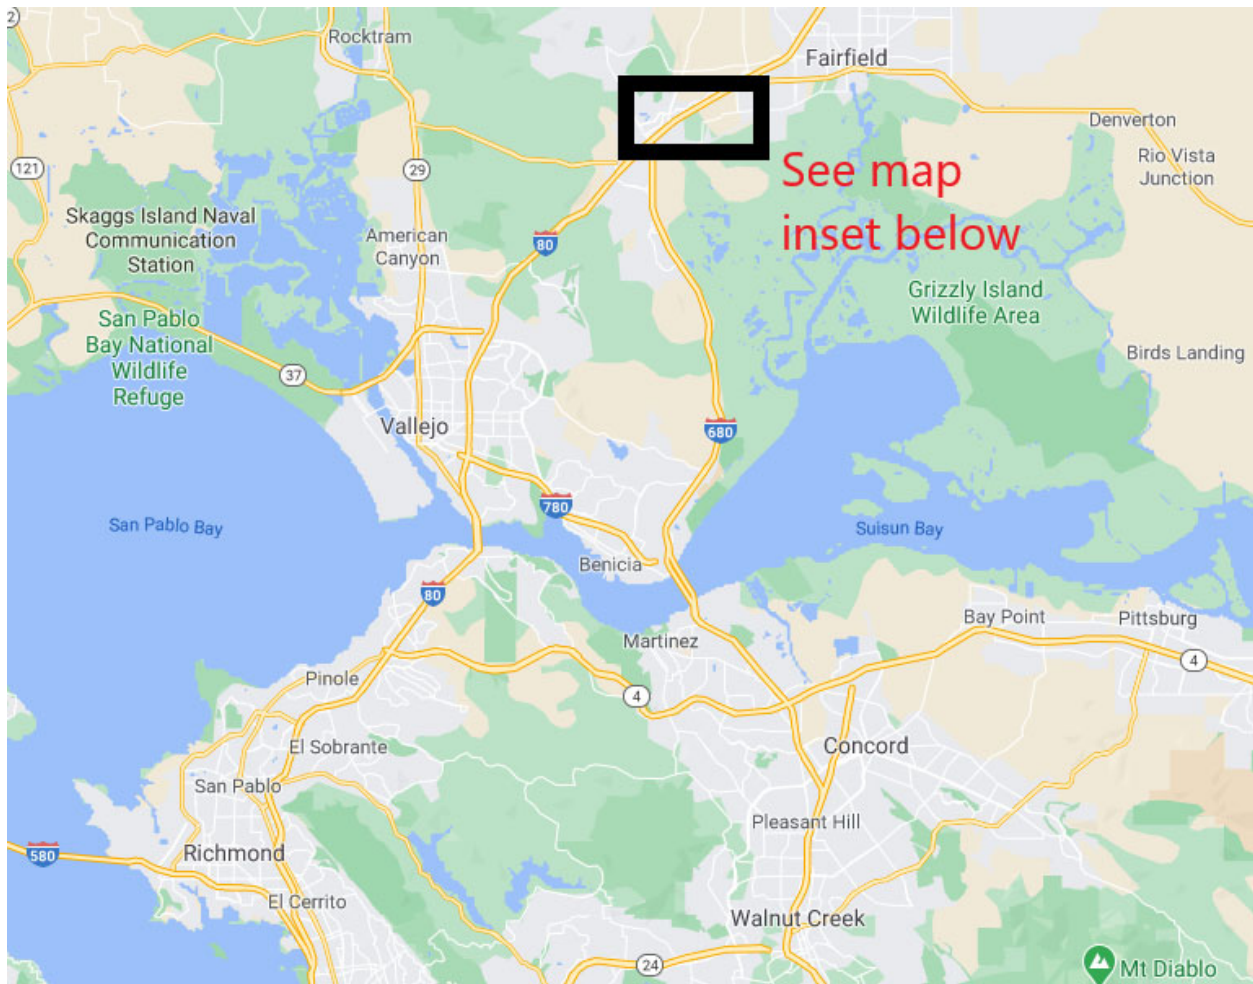 2)
Rocktram
Fairfield
Denverton
Rio Vista
Junction
121
29
See map
inset below
Skaggs Island Naval
Communication
Station
American
Canyon
80
Grizzly Island
Wildlife Area
San Pablo
Bay National
Wildlife
Refuge
37
Birds Landing
Vallejo
680
780
San Pablo Bay
Suisun Bay
Benicia
80
Bay Point
Pittsburg
Martinez
4
Pinole
4
El Sobrante
Concord
San Pablo
Pleasant Hill
580
Richmond
El Cerrito
Walnut Creek
24
Mt Diablo